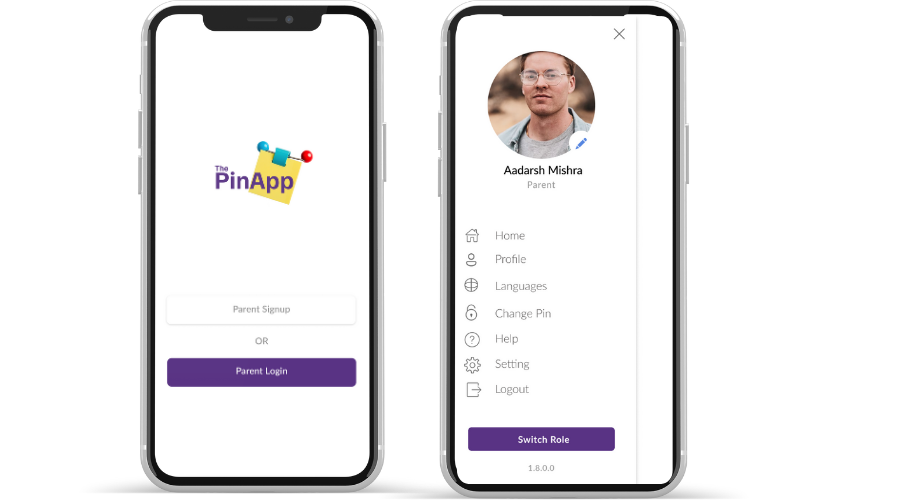 The
PinApp
Parent Signup
OR
Parent Login
Aadarsh Mishra
Parent
Home
Profile
Languages
Change Pin
Help
Setting
Logout
Switch Role
1.8.0.0